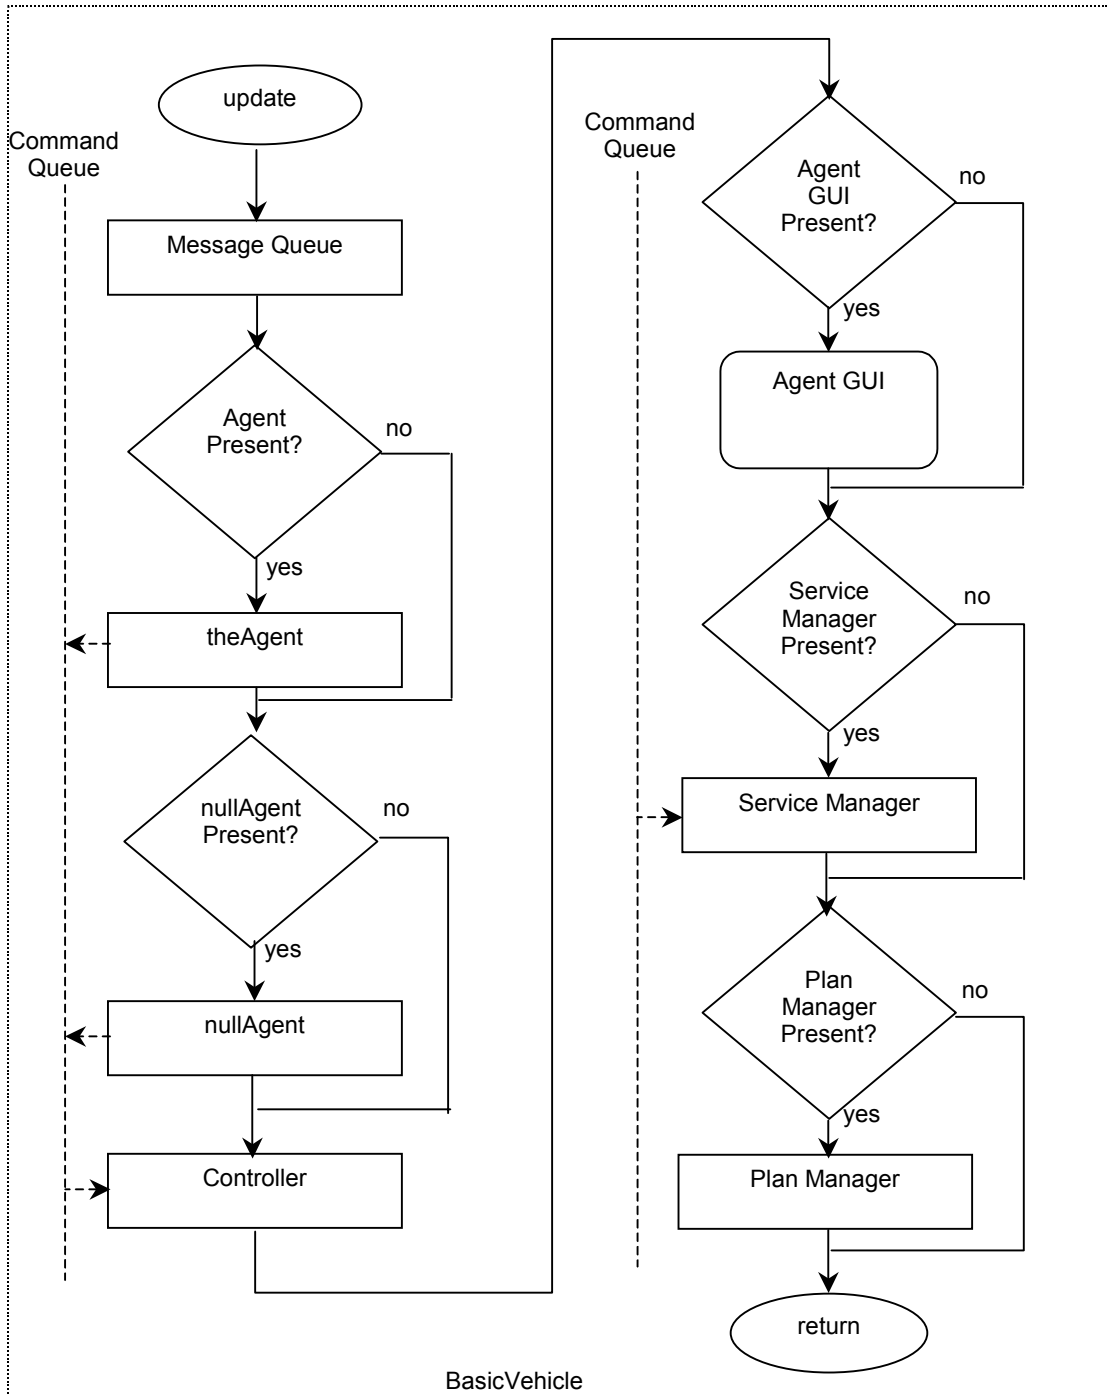 update
Command
Queue
Message Queue
Agent
Present?
no
yes
theAgent
nullAgent
Present?
no
yes
nullAgent
Controller
Command
Queue
Agent
GUI
Present?
no
yes
Agent GUI
Service
Manager
Present?
no
yes
Service Manager
Plan
Manager
Present?
no
yes
Plan Manager
return
BasicVehicle